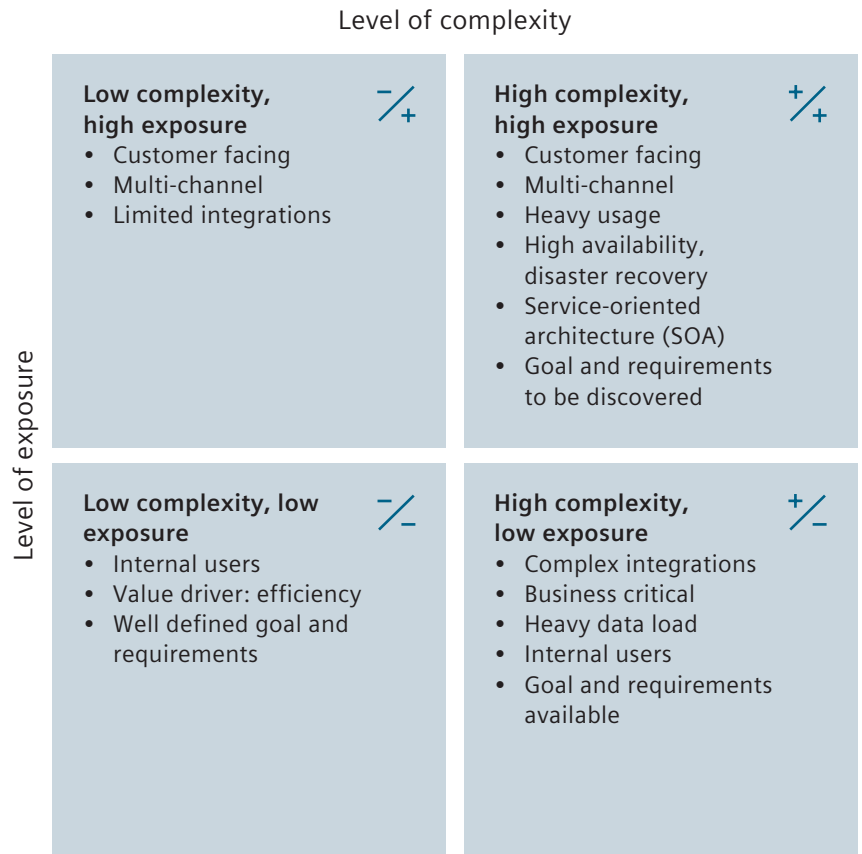 Level of complexity
Level of exposure
Low complexity,
high exposure
• Customer facing
• Multi-channel
• Limited integrations
High complexity,
high exposure
• Customer facing
• Multi-channel
• Heavy usage
• High availability,
disaster recovery
• Service-oriented
architecture (SOA)
• Goal and requirements
to be discovered
Low complexity, low
exposure
• Internal users
• Value driver: efficiency
• Well defined goal and
requirements
High complexity,
low exposure
• Complex integrations
• Business critical
• Heavy data load
• Internal users
• Goal and requirements
available